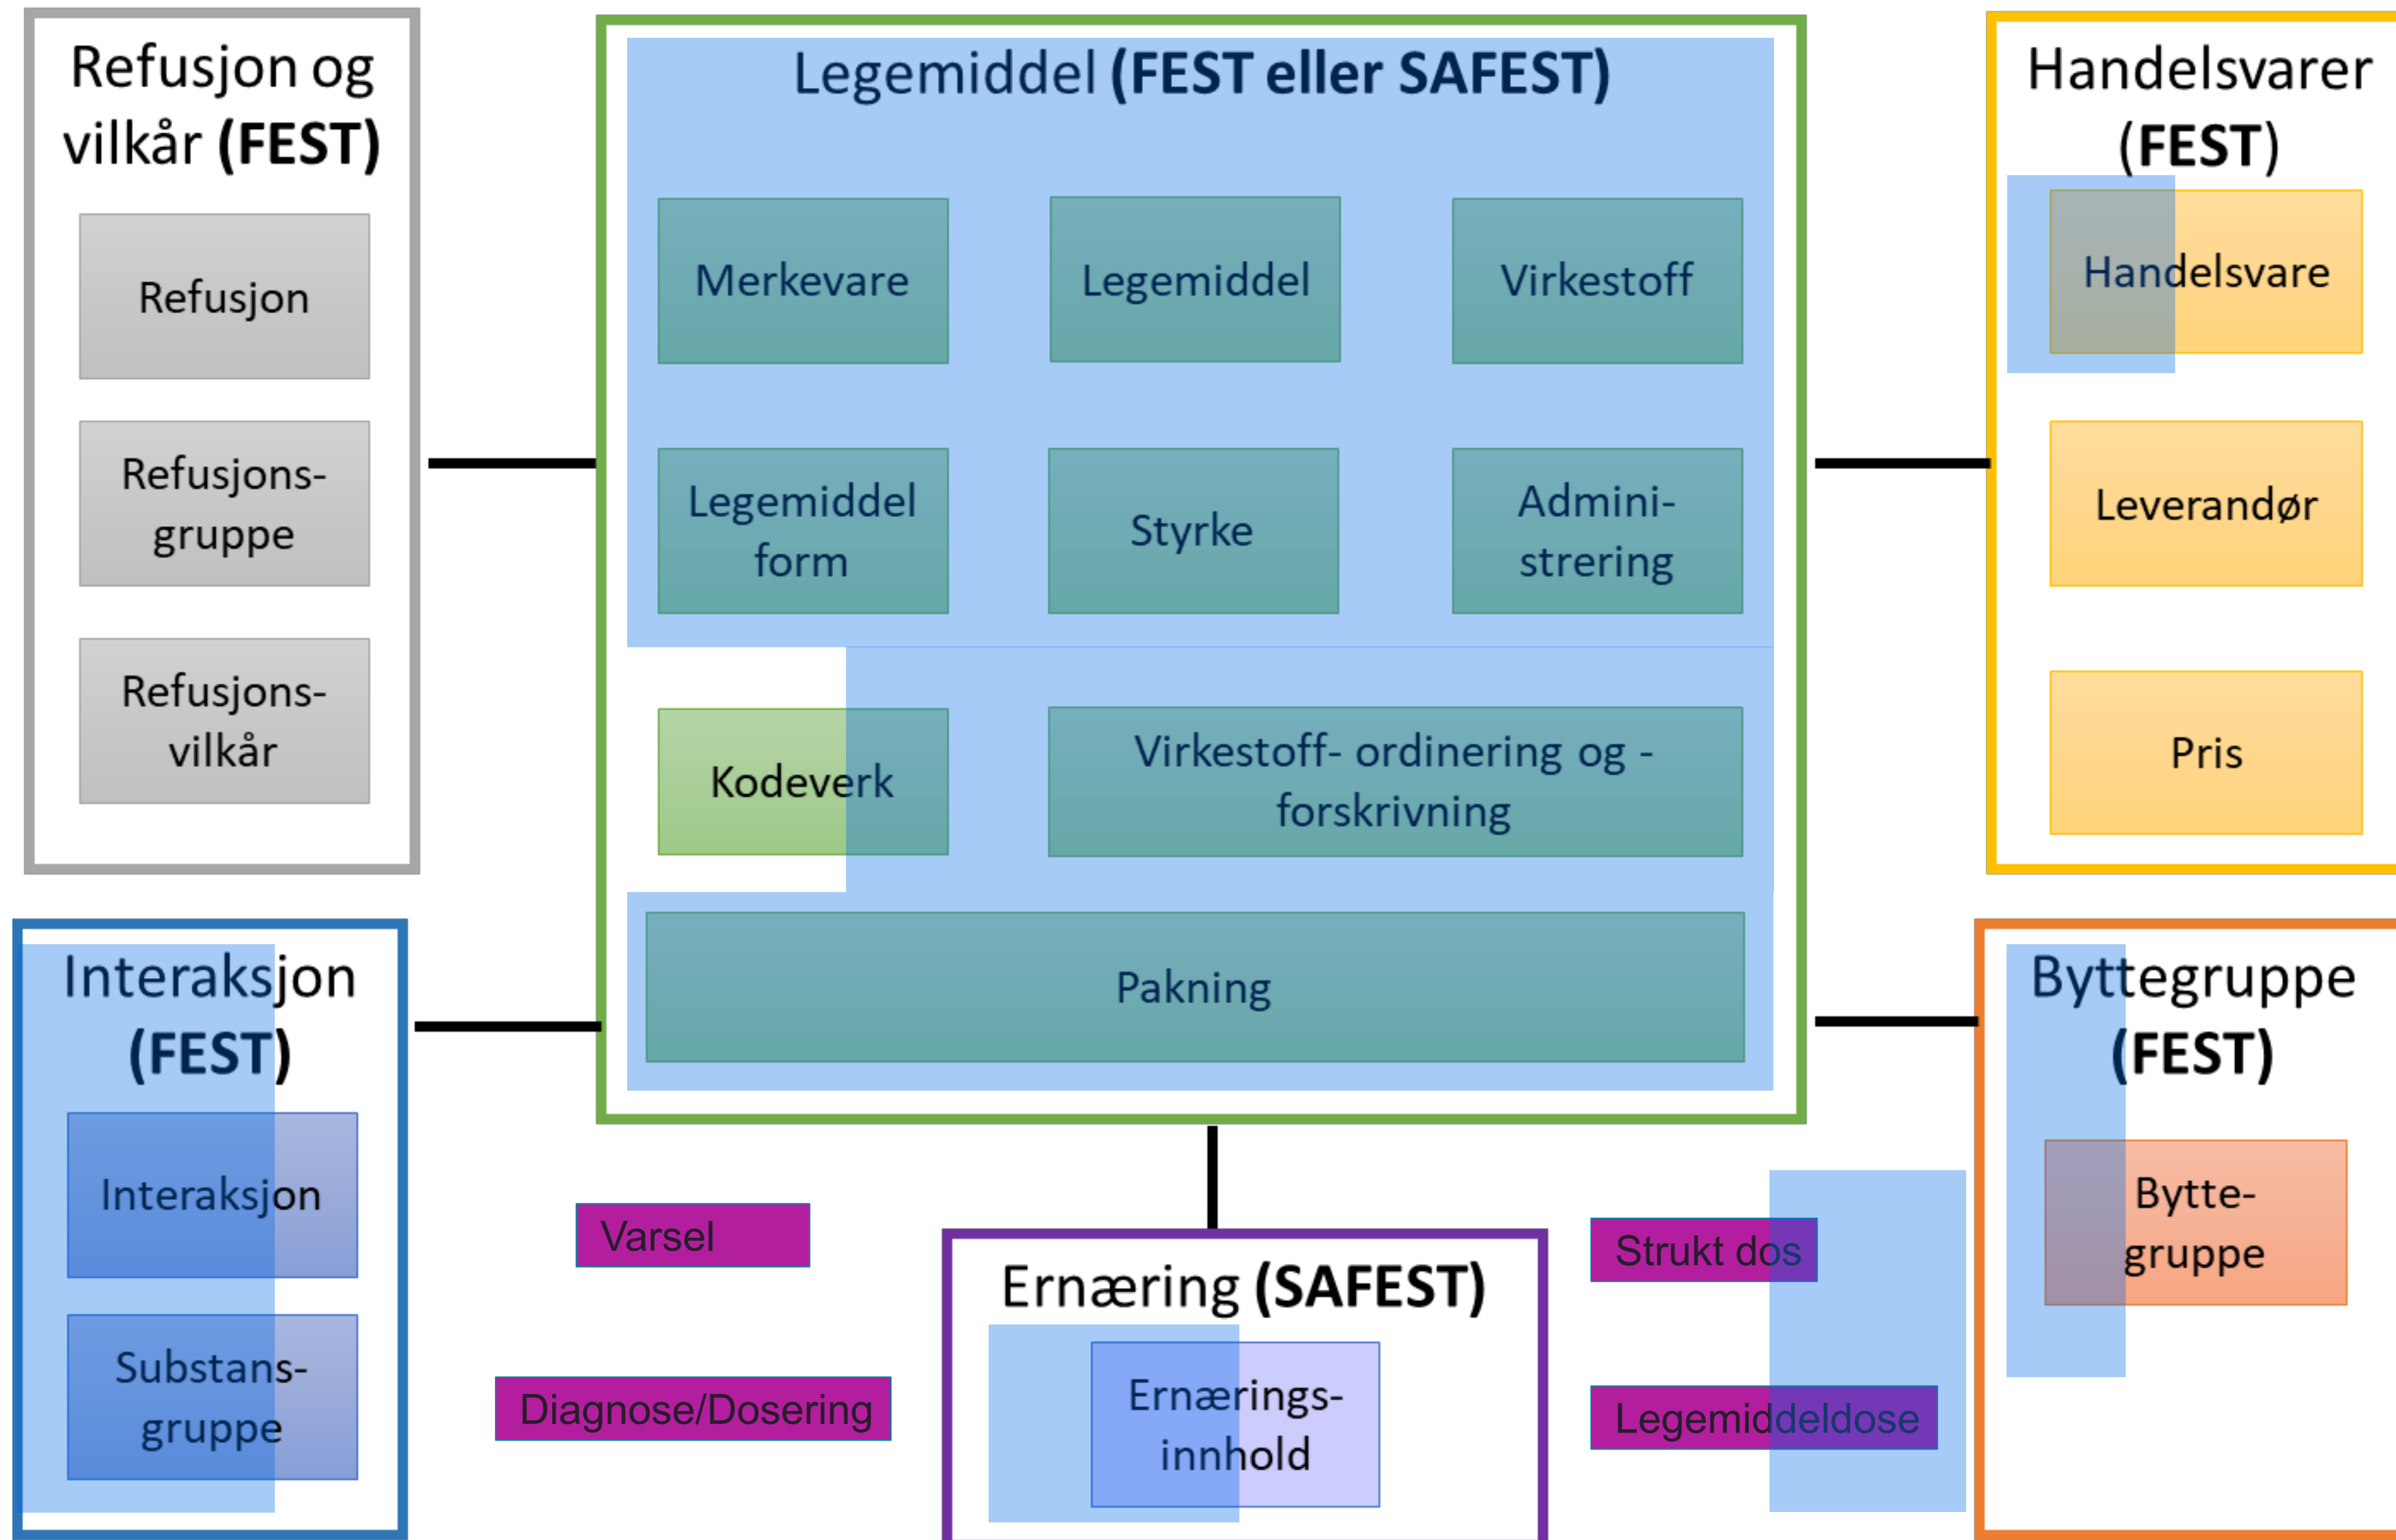 Refusjon og
vilkår (FEST)
Refusjon
Refusjons-
gruppe
Refusjons-
vilkår
Legemiddel (FEST eller SAFEST)
Merkevare
Legemiddel
Virkestoff
Legemiddel
form
Styrke
Admini-
strering
Kodeverk
Virkestoff- ordinering og -
forskrivning
Pakning
Handelsvarer
(FEST)
Handelsvare
Leverandør
Pris
Interaksjon
(FEST)
Interaksjon
Substans-
gruppe
Varsel
Diagnose/Dosering
Ernæring (SAFEST)
Ernærings-
innhold
Strukt dos
Legemiddeldose
Byttegruppe
(FEST)
Bytte-
gruppe